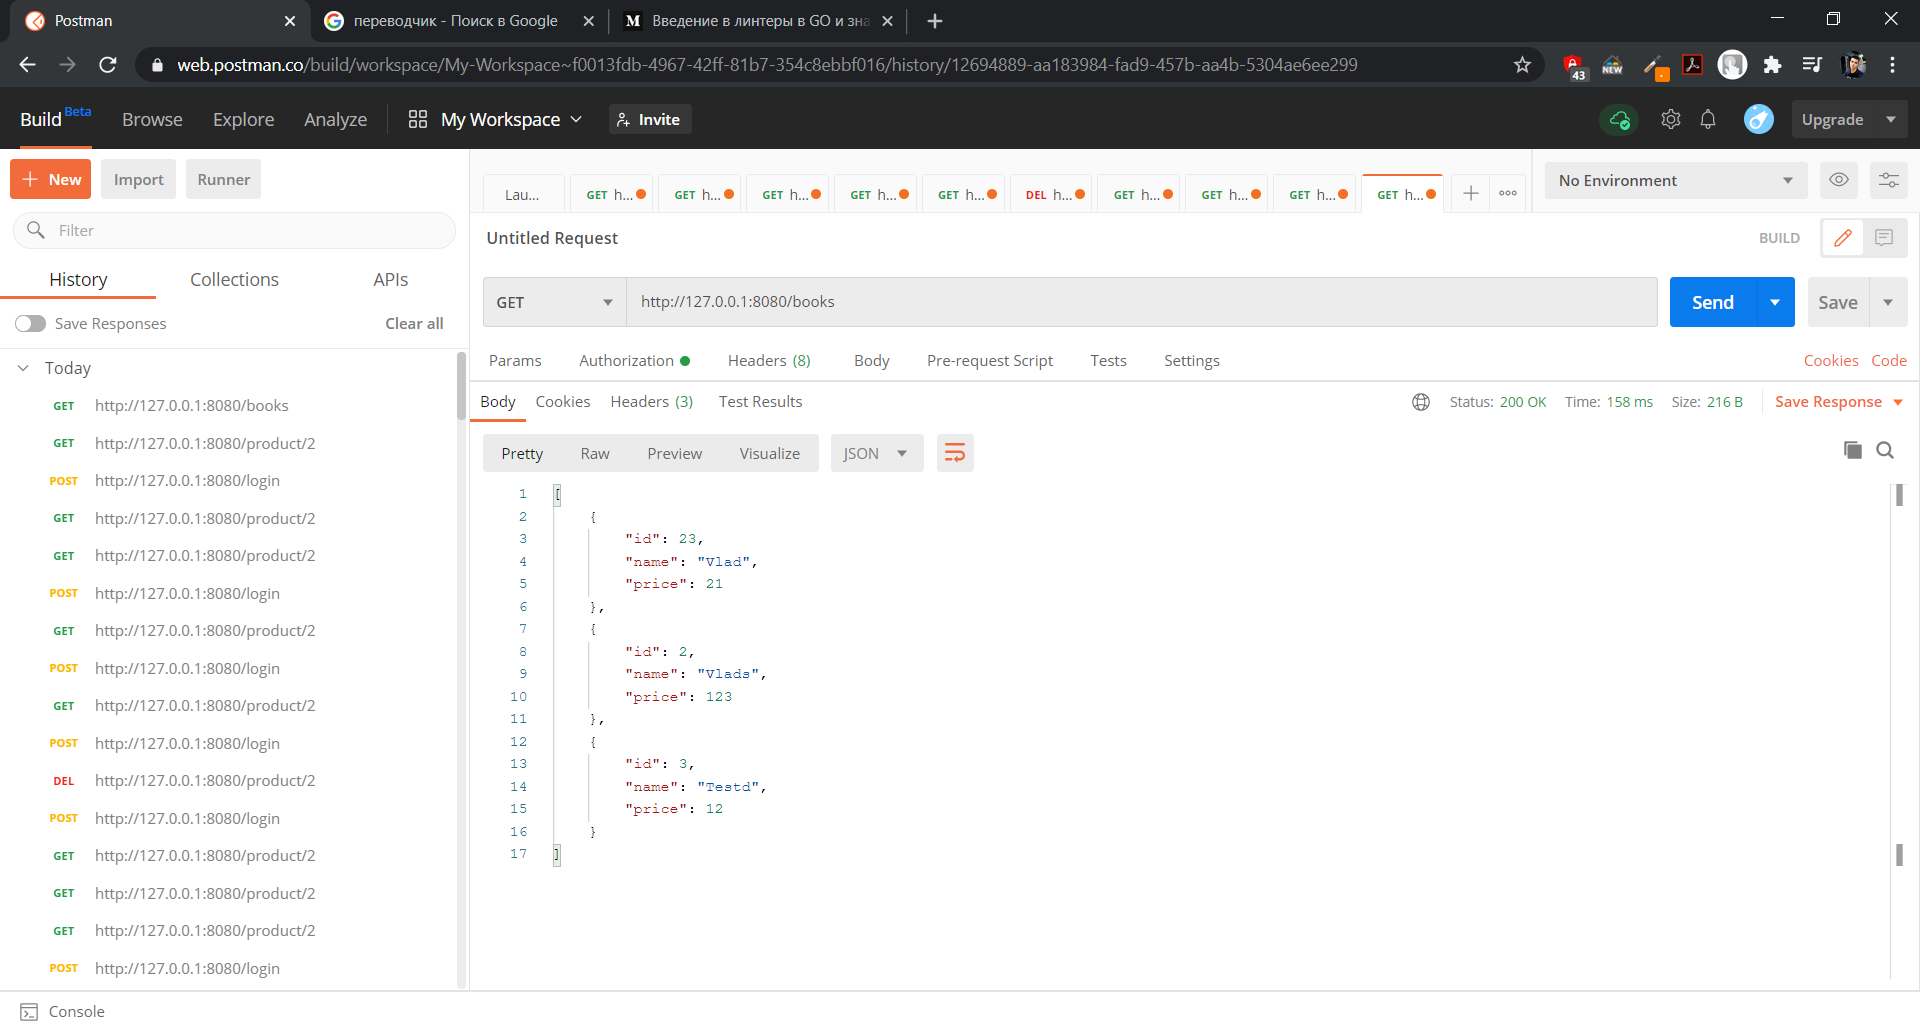 Postman
переводчик - Поиск в Google
Введение в линтеры в GO и зна
web.postman.co/build/workspace/My-Workspace~f0013fdb-4967-42ff-81b7-354c8ebbf016/history/12694889-aa183984-fad9-457b-aa4b-5304ae6ee299
43
NEW
Build Beta
Browse
Explore
Analyze
My Workspace
Invite
Upgrade
New
Import
Runner
Lau...
GET h...
GET h...
GET h...
GET h...
GET h...
DEL h...
GET h...
GET h...
GET h...
GET h...
No Environment
Filter
Untitled Request
BUILD
History
Collections
APIs
GET
http://127.0.0.1:8080/books
Send
Save
Save Responses
Clear all
Params
Authorization
Headers (8)
Body
Pre-request Script
Tests
Settings
Cookies
Code
Today
GET http://127.0.0.1:8080/books
GET http://127.0.0.1:8080/product/2
POST http://127.0.0.1:8080/login
GET http://127.0.0.1:8080/product/2
GET http://127.0.0.1:8080/product/2
POST http://127.0.0.1:8080/login
GET http://127.0.0.1:8080/product/2
POST http://127.0.0.1:8080/login
GET http://127.0.0.1:8080/product/2
POST http://127.0.0.1:8080/login
DEL http://127.0.0.1:8080/product/2
POST http://127.0.0.1:8080/login
GET http://127.0.0.1:8080/product/2
GET http://127.0.0.1:8080/product/2
GET http://127.0.0.1:8080/product/2
POST http://127.0.0.1:8080/login
Body
Cookies
Headers (3)
Test Results
Status: 200 OK
Time: 158 ms
Size: 216 B
Save Response
Pretty
Raw
Preview
Visualize
JSON
1 [
2 {
3 "id": 23,
4 "name": "Vlad",
5 "price": 21
6 },
7 {
8 "id": 2,
9 "name": "Vlads",
10 "price": 123
11 },
12 {
13 "id": 3,
14 "name": "Testd",
15 "price": 12
16 }
17 ]
Console